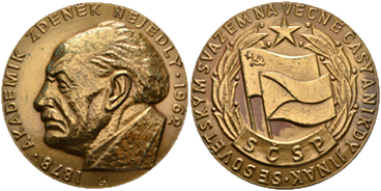 1878 · AKADEMIK ZDENĚK NEJEDLÝ · 1962
SE SOVĚTSKÝM SVAZEM NA VĚČNÉ ČASY A NIKDY JINAK ·
SČSP